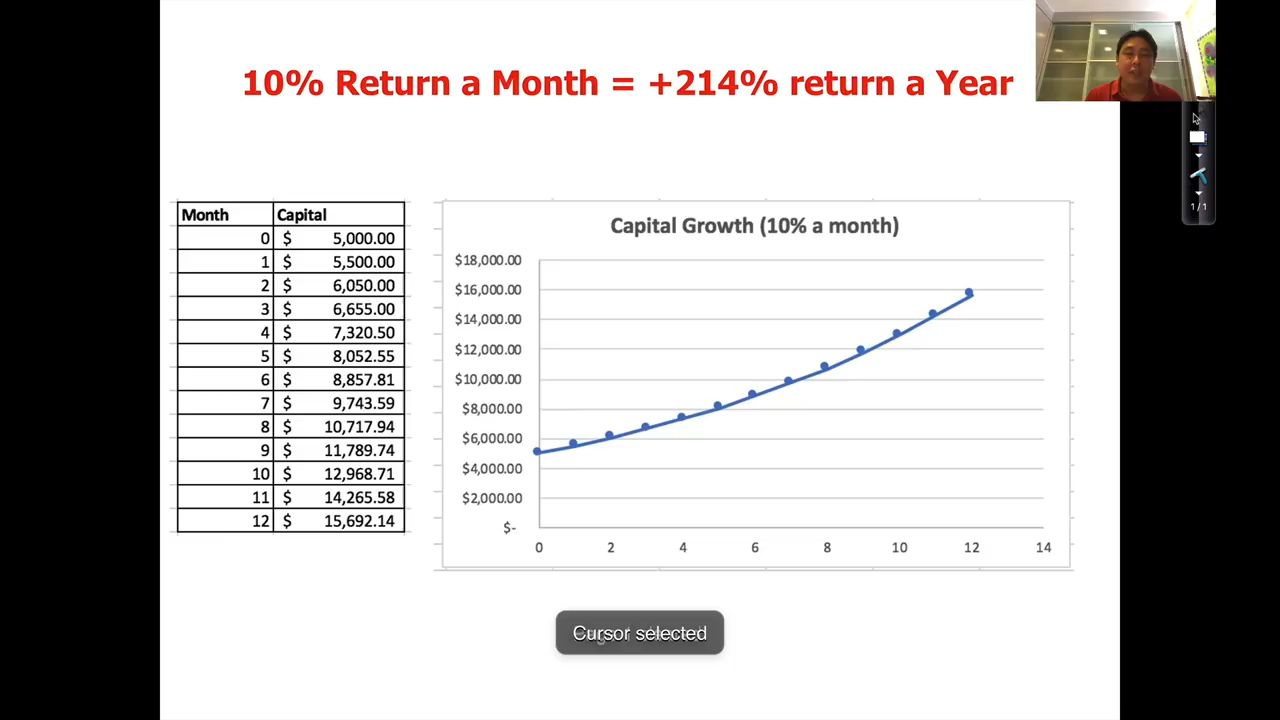 10% Return a Month = +214% return a Year
1/1
Month Capital
0 $ 5,000.00
1 $ 5,500.00
2 $ 6,050.00
3 $ 6,655.00
4 $ 7,320.50
5 $ 8,052.55
6 $ 8,857.81
7 $ 9,743.59
8 $ 10,717.94
9 $ 11,789.74
10 $ 12,968.71
11 $ 14,265.58
12 $ 15,692.14
Capital Growth (10% a month)
$18,000.00
$16,000.00
$14,000.00
$12,000.00
$10,000.00
$8,000.00
$6,000.00
$4,000.00
$2,000.00
$-
0 2 4 6 8 10 12 14
Cursor selected